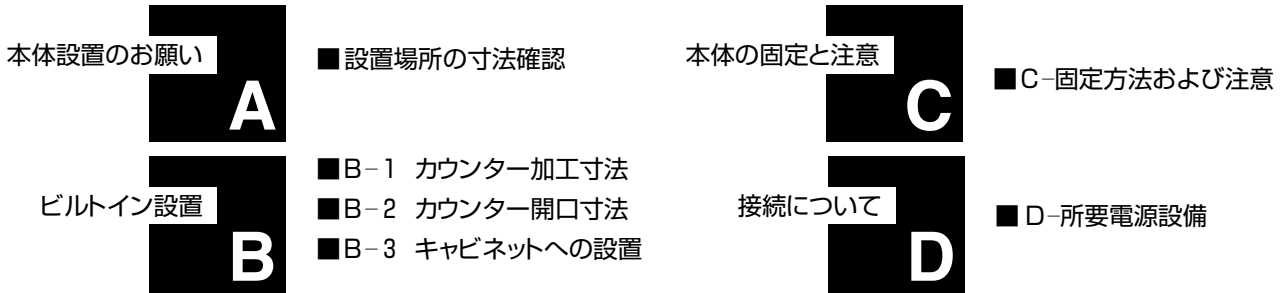 本体設置のお願い
A
■設置場所の寸法確認
ビルトイン設置
B
■B-1 カウンター加工寸法
■B-2 カウンター開口寸法
■B-3 キャビネットへの設置
本体の固定と注意
C
■C-固定方法および注意
接続について
D
■D-所要電源設備